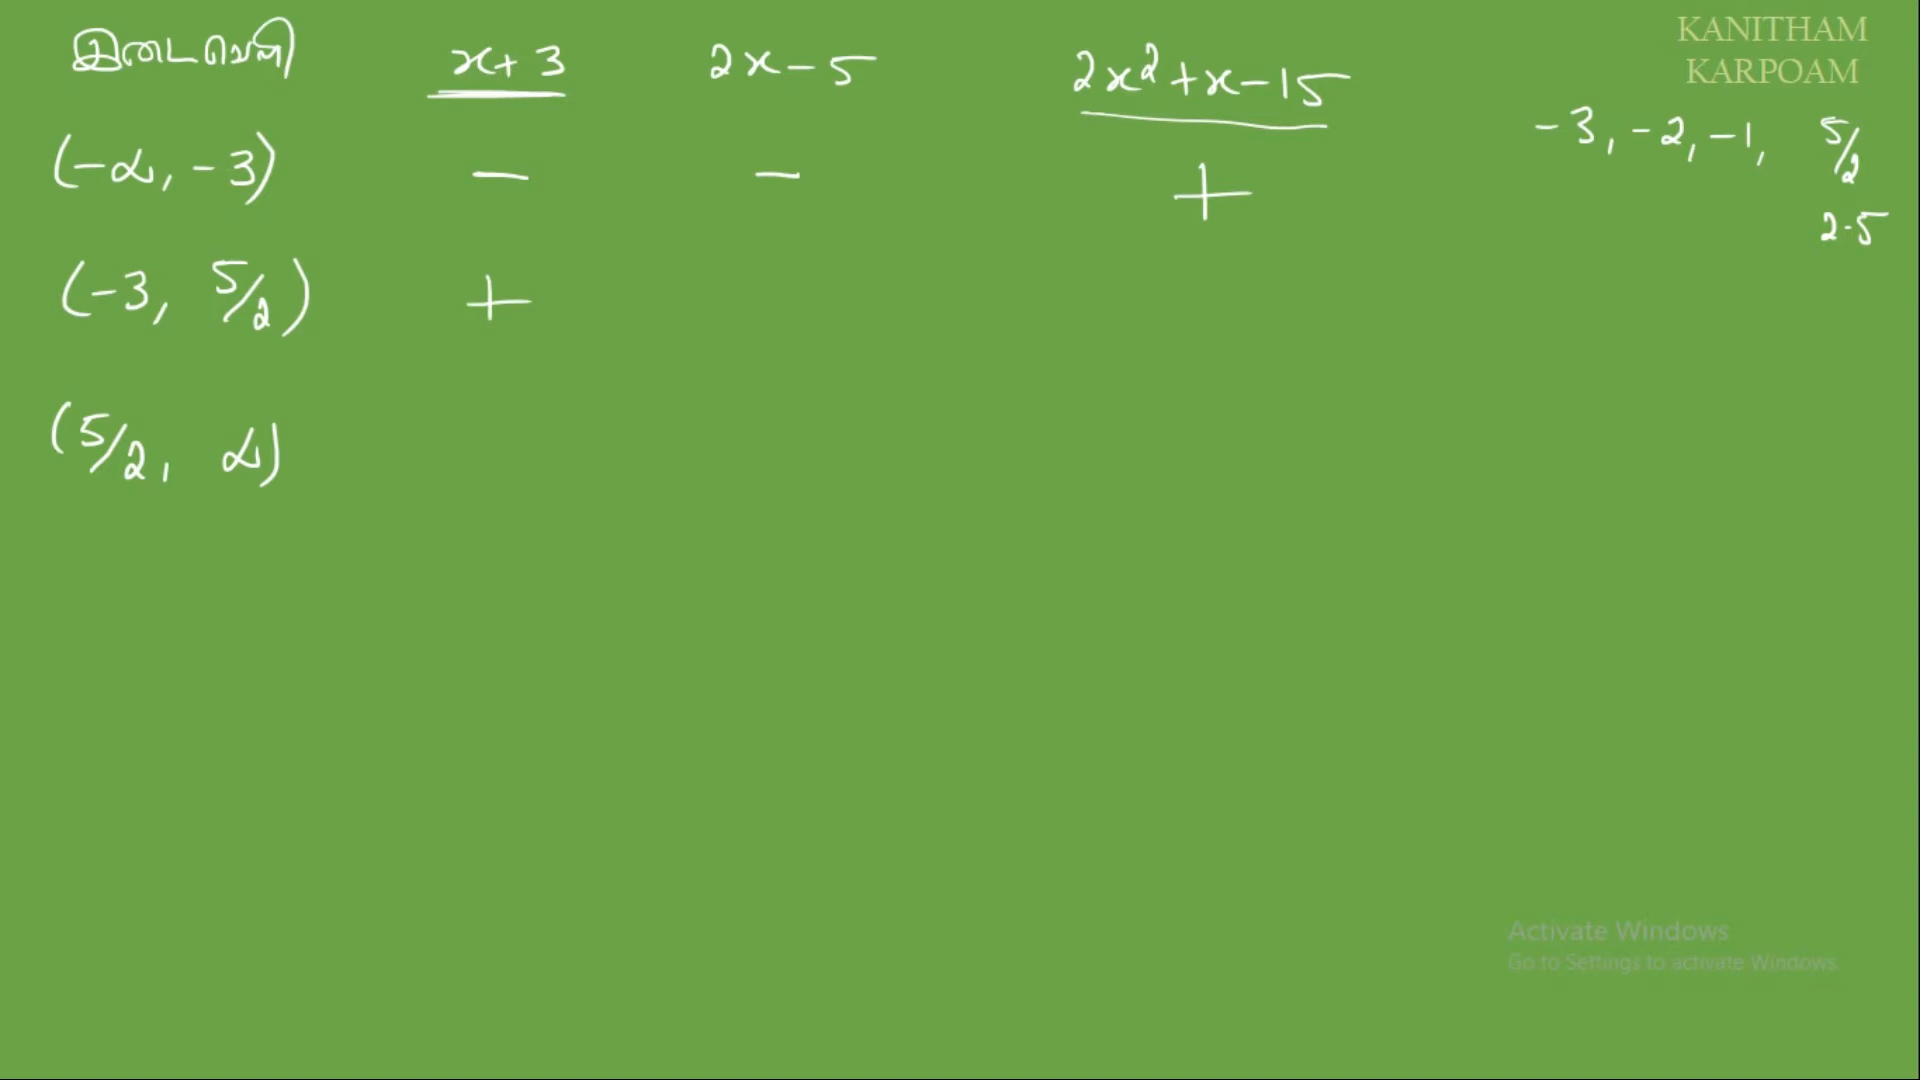 இடைவெளி x+3 2x-5 2x²+x-15
(-∝, -3) - - +
(-3, 5/2) +
(5/2, ∝)
KANITHAM
KARPOAM
-3, -2, -1, 5/2
2.5
Activate Windows
Go to Settings to activate Windows.